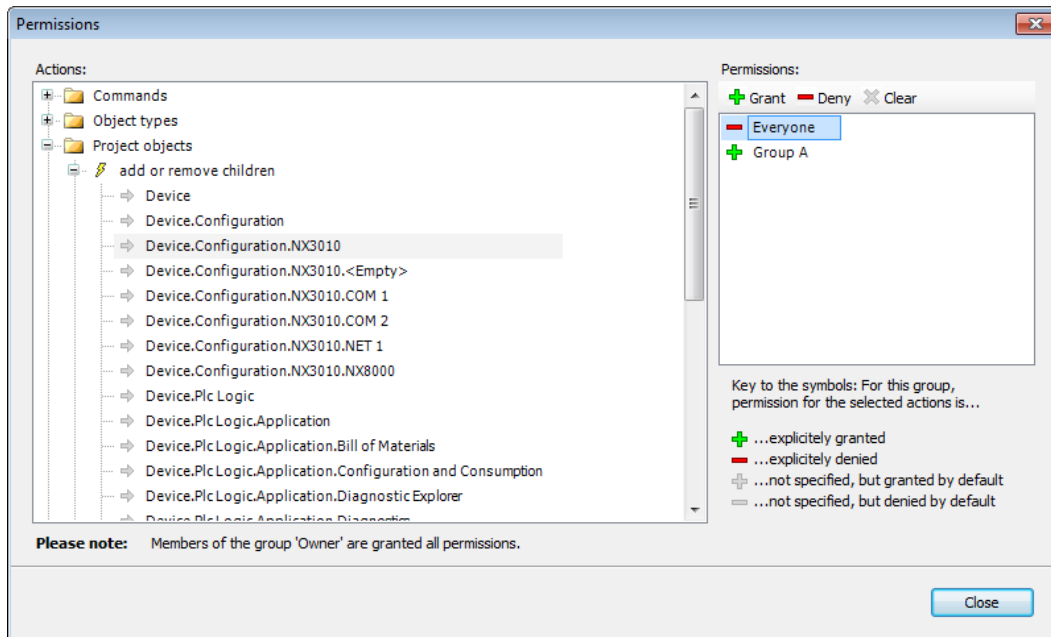 Permissions
Actions:
Commands
Object types
Project objects
add or remove children
Device
Device.Configuration
Device.Configuration.NX3010
Device.Configuration.NX3010.<Empty>
Device.Configuration.NX3010.COM 1
Device.Configuration.NX3010.COM 2
Device.Configuration.NX3010.NET 1
Device.Configuration.NX3010.NX8000
Device.Plc Logic
Device.Plc Logic.Application
Device.Plc Logic.Application.Bill of Materials
Device.Plc Logic.Application.Configuration and Consumption
Device.Plc Logic.Application.Diagnostic Explorer
Device.Plc Logic.Application.Diagnostics
Permissions:
Grant Deny Clear
Everyone
Group A
Key to the symbols: For this group,
permission for the selected actions is...
...explicitely granted
...explicitely denied
...not specified, but granted by default
...not specified, but denied by default
Please note: Members of the group 'Owner' are granted all permissions.
Close